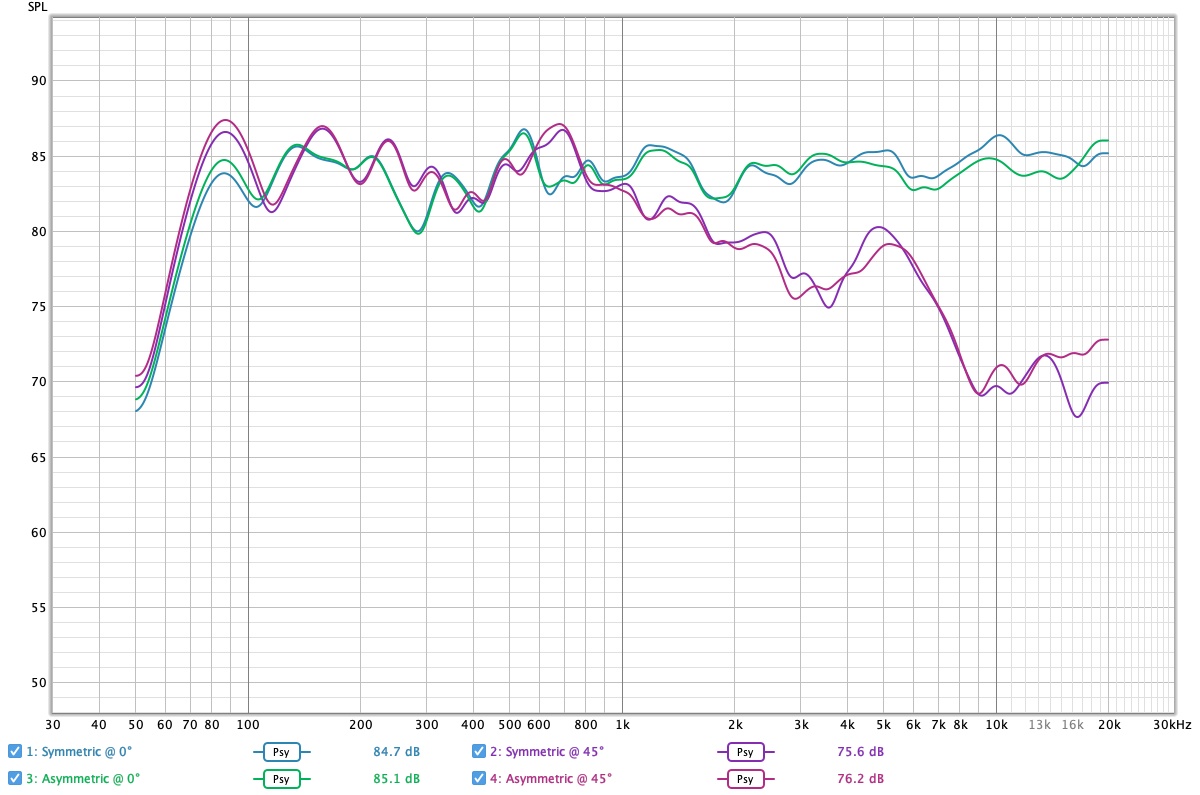 SPL
90
85
80
75
70
65
60
55
50
30 40 50 60 70 80 100 200 300 400 500 600 800 1k 2k 3k 4k 5k 6k 7k 8k 10k 13k 16k 20k 30kHz
1: Symmetric @ 0° Psy 84.7 dB 2: Symmetric @ 45° Psy 75.6 dB
3: Asymmetric @ 0° Psy 85.1 dB 4: Asymmetric @ 45° Psy 76.2 dB